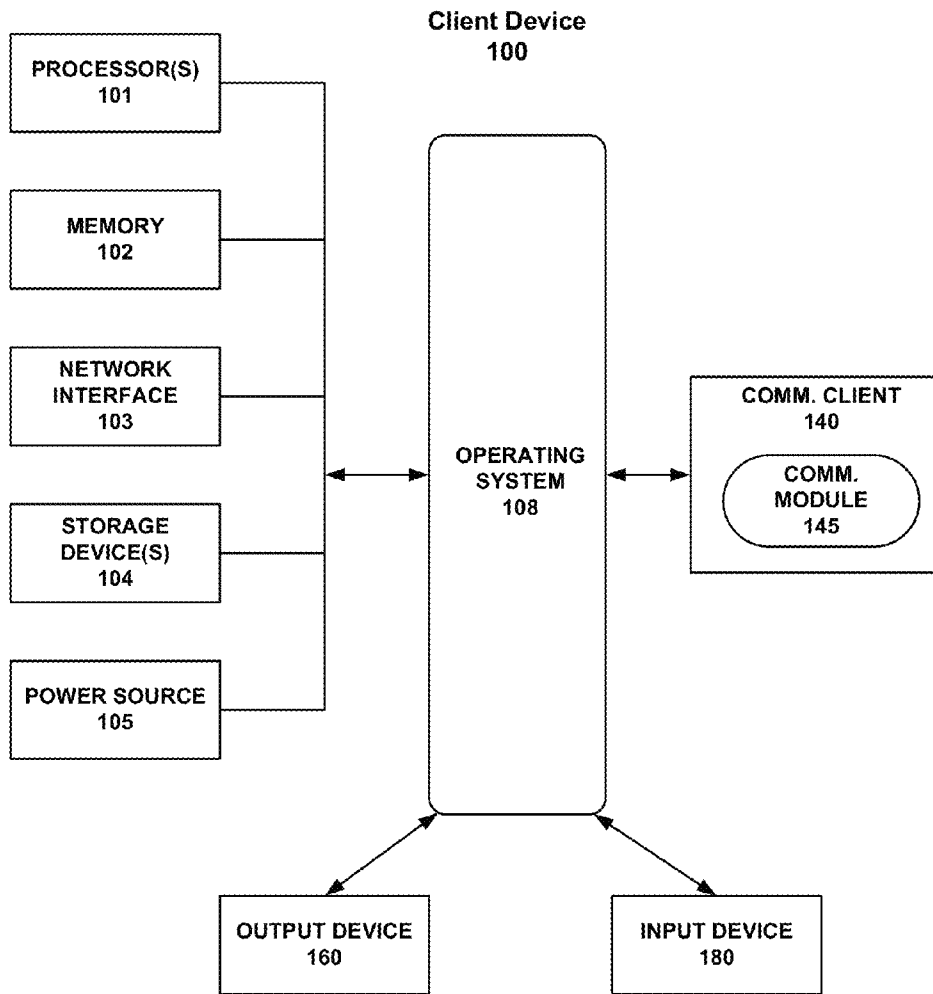 Client Device
100
PROCESSOR(S)
101
MEMORY
102
NETWORK
INTERFACE
103
STORAGE
DEVICE(S)
104
POWER SOURCE
105
OPERATING
SYSTEM
108
COMM. CLIENT
140
COMM.
MODULE
145
OUTPUT DEVICE
160
INPUT DEVICE
180